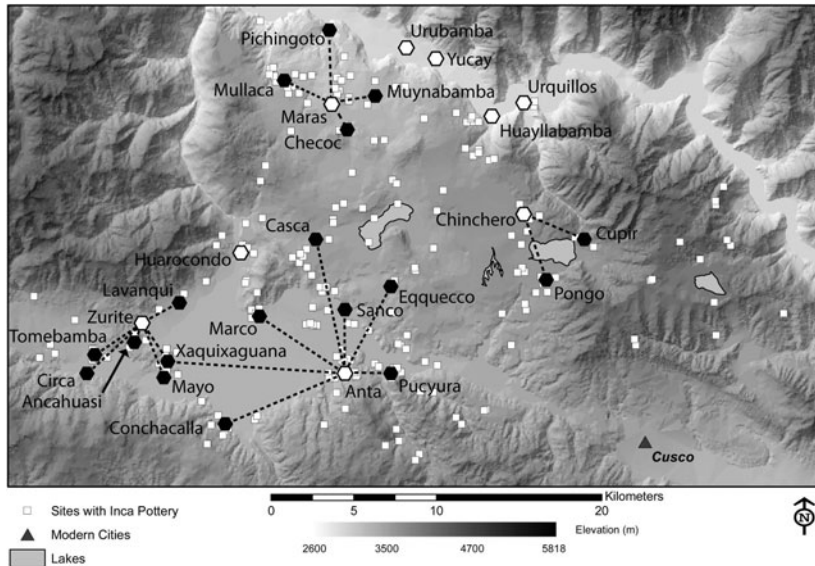 Urubamba
Pichingoto
Yucay
Mullaca
Muynabamba
Urquillos
Maras
Huayllabamba
Checoc
Chinchero
Casca
Cupir
Huarocondo
Lavanqui
Eqquecco
Pongo
Zurite
Sanco
Marco
Tomebamba
Xaquixaguana
Circa
Mayo
Anta
Pucyura
Ancahuasi
Conchacalla
Cusco
Sites with Inca Pottery
Modern Cities
Lakes
Kilometers
0 5 10 20
Elevation (m)
2600 3500 4700 5818
N